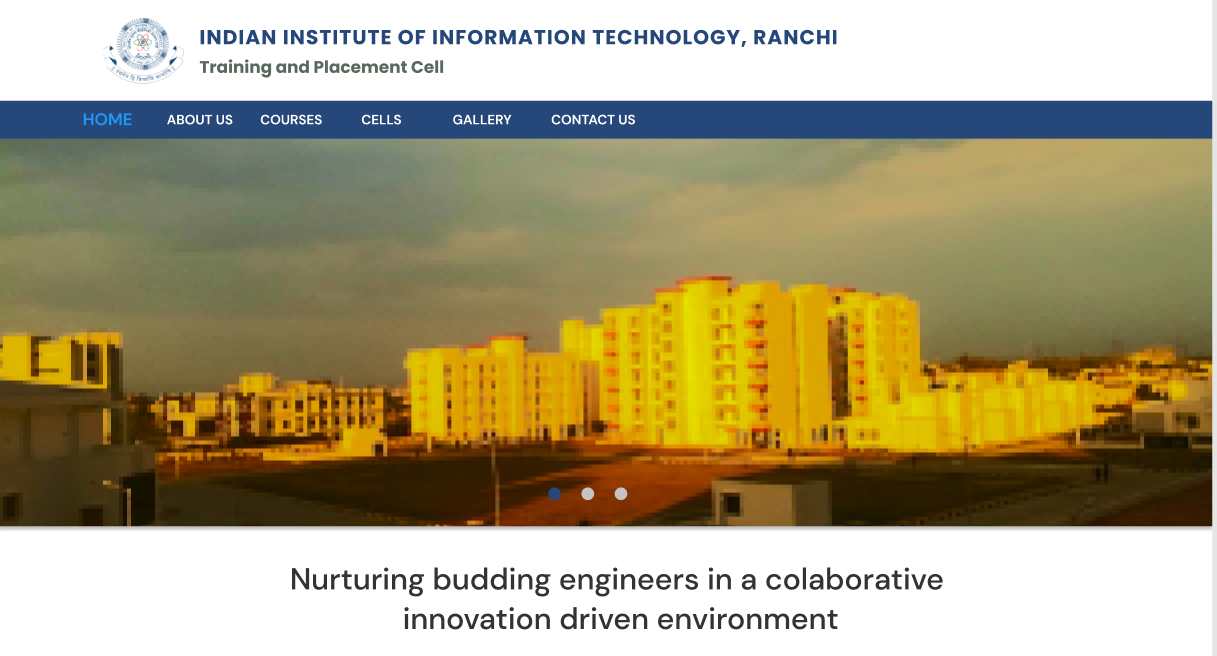 INDIAN INSTITUTE OF INFORMATION TECHNOLOGY, RANCHI
Training and Placement Cell
HOME ABOUT US COURSES CELLS GALLERY CONTACT US
Nurturing budding engineers in a colaborative
innovation driven environment